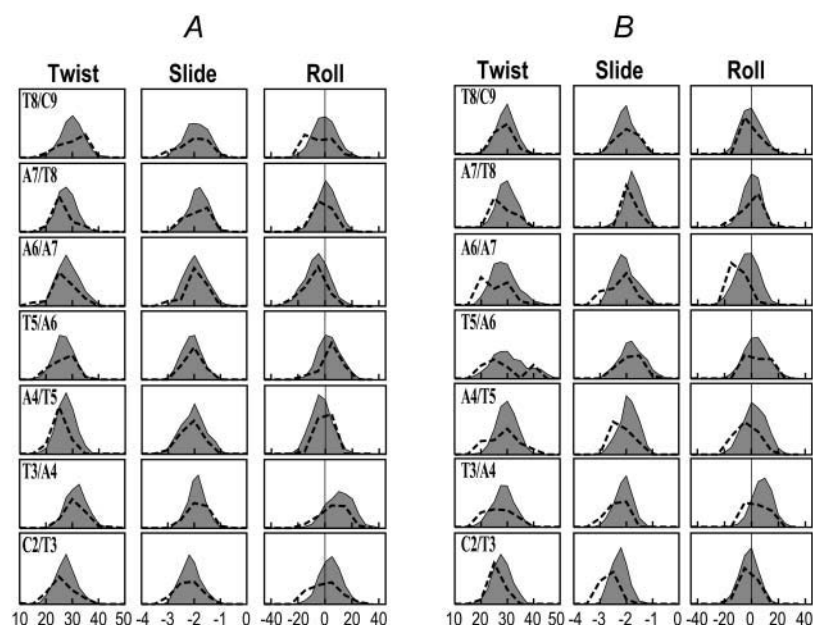 A B
Twist Slide Roll Twist Slide Roll
T8/C9 T8/C9
A7/T8 A7/T8
A6/A7 A6/A7
T5/A6 T5/A6
A4/T5 A4/T5
T3/A4 T3/A4
C2/T3 C2/T3
10 20 30 40 50 -4 -3 -2 -1 0 -40 -20 0 20 40 10 20 30 40 50 -4 -3 -2 -1 0 -40 -20 0 20 40